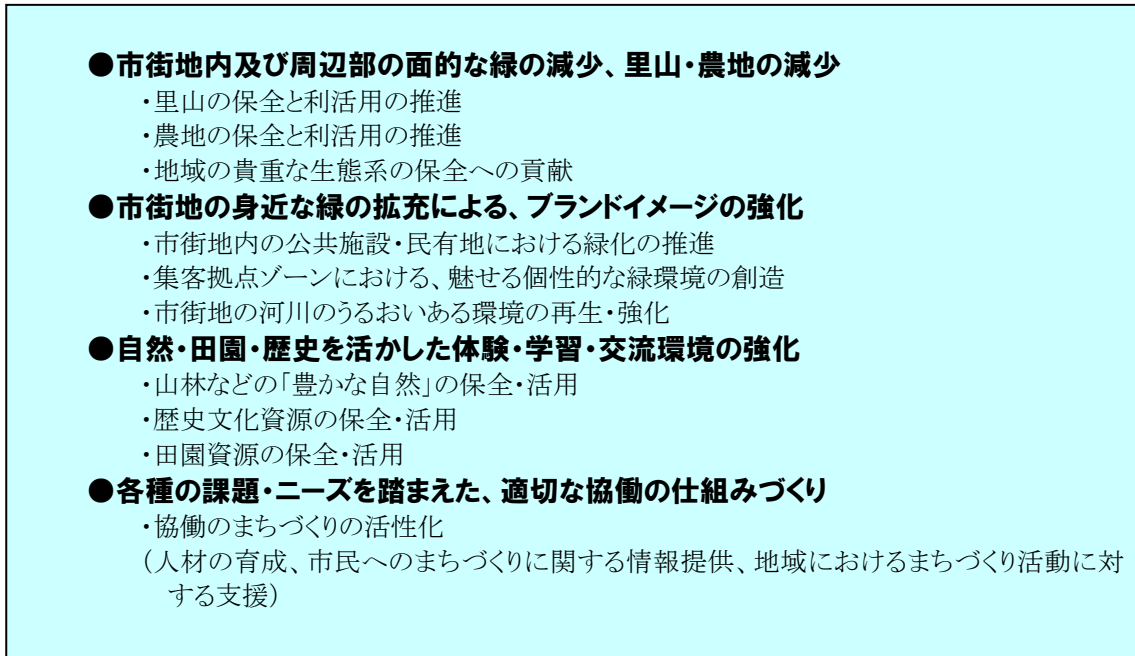 ●市街地内及び周辺部の面的な緑の減少、里山・農地の減少
・里山の保全と利活用の推進
・農地の保全と利活用の推進
・地域の貴重な生態系の保全への貢献
●市街地の身近な緑の拡充による、ブランドイメージの強化
・市街地内の公共施設・民有地における緑化の推進
・集客拠点ゾーンにおける、魅せる個性的な緑環境の創造
・市街地の河川のうるおいある環境の再生・強化
●自然・田園・歴史を活かした体験・学習・交流環境の強化
・山林などの「豊かな自然」の保全・活用
・歴史文化資源の保全・活用
・田園資源の保全・活用
●各種の課題・ニーズを踏まえた、適切な協働の仕組みづくり
・協働のまちづくりの活性化
（人材の育成、市民へのまちづくりに関する情報提供、地域におけるまちづくり活動に対
する支援）